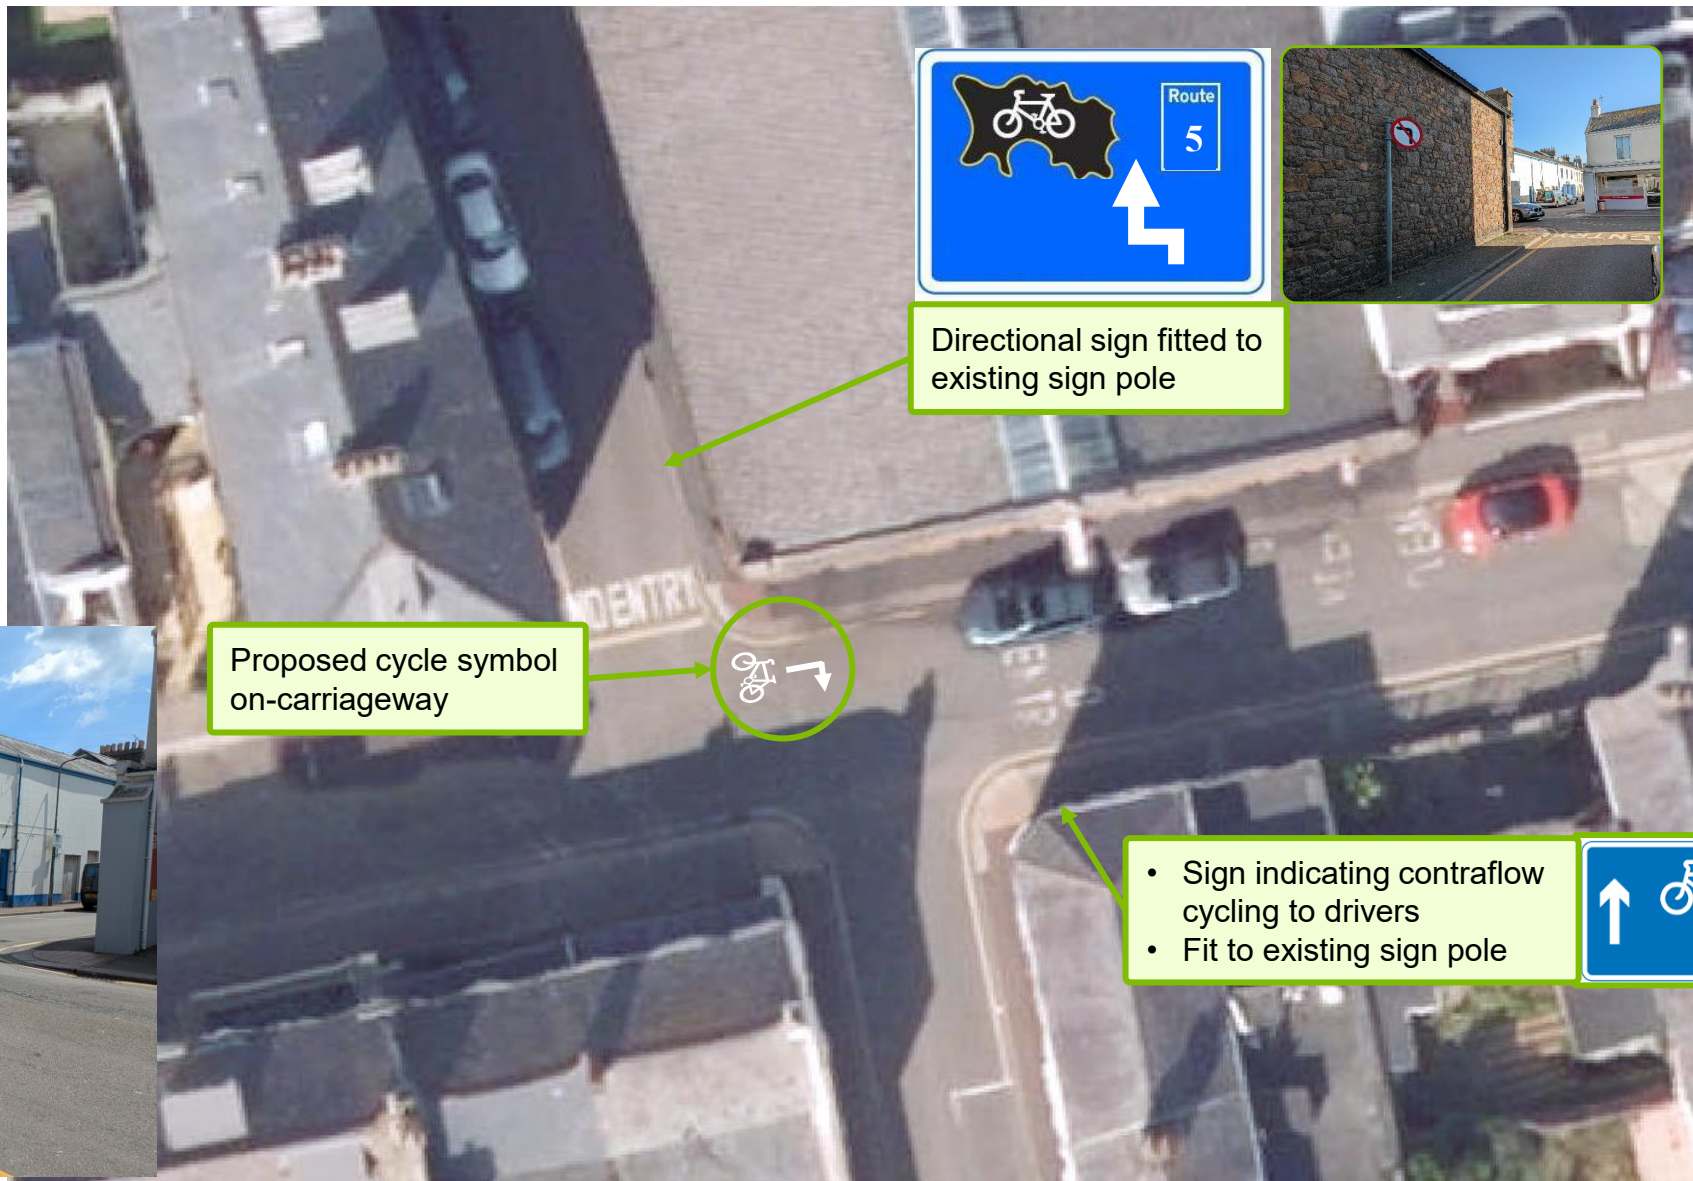 Route
5
Directional sign fitted to
existing sign pole
NO ENTRY
Proposed cycle symbol
on-carriageway
• Sign indicating contraflow
cycling to drivers
• Fit to existing sign pole